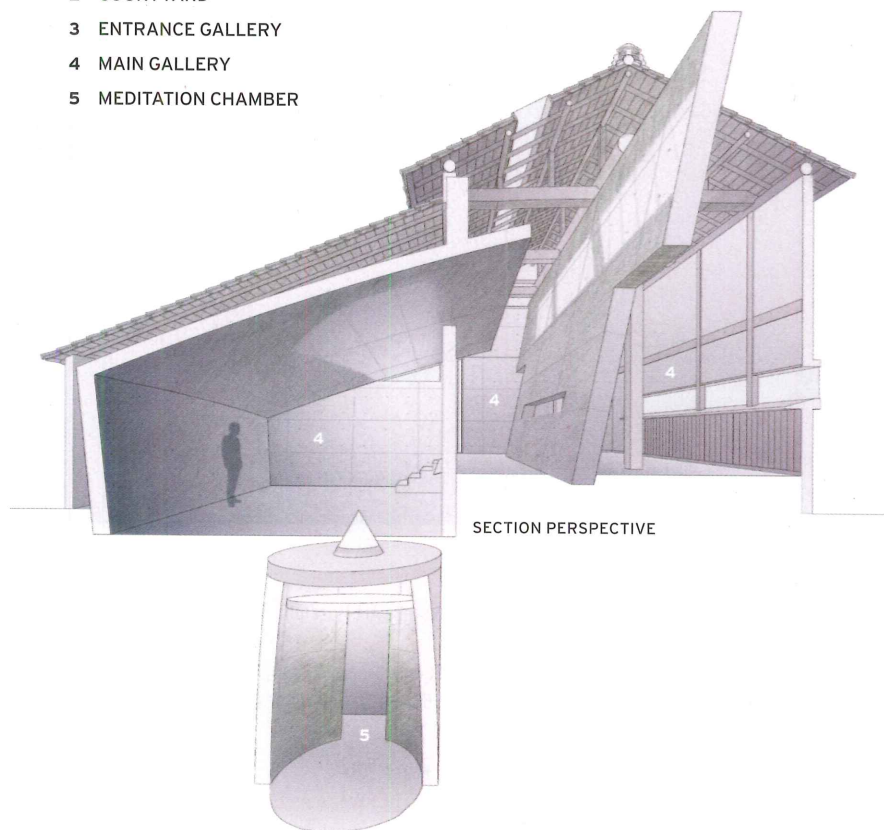 3 ENTRANCE GALLERY
4 MAIN GALLERY
5 MEDITATION CHAMBER
4
4
4
SECTION PERSPECTIVE
5